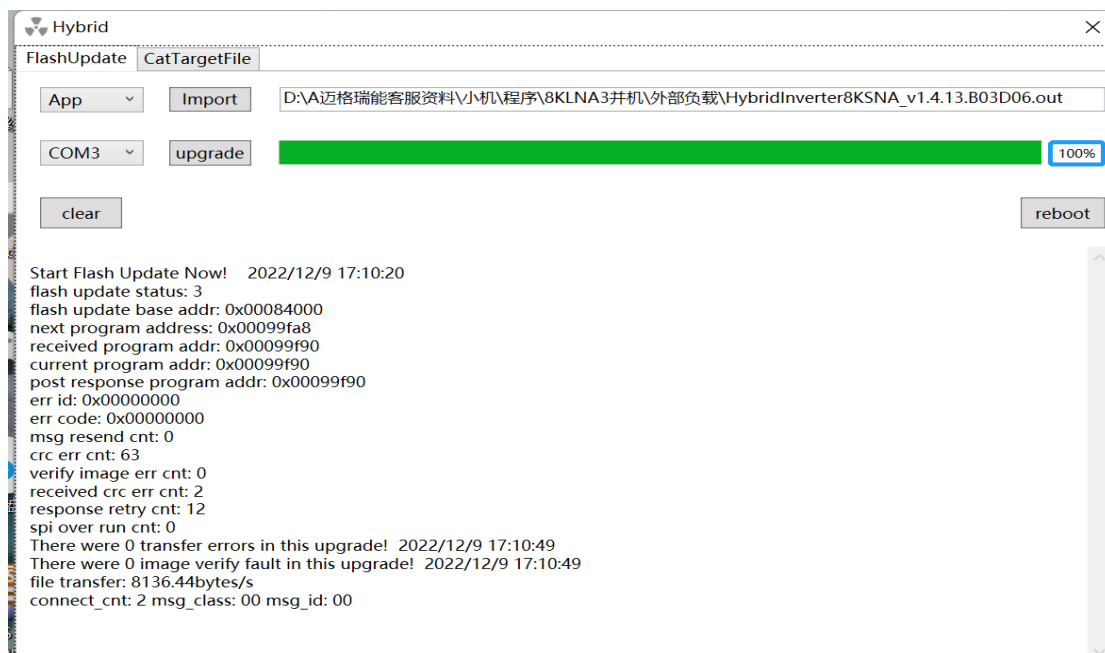 Hybrid
FlashUpdate CatTargetFile
App Import D:\A迈格瑞能客服资料\小机\程序\8KLNA3并机\外部负载\HybridInverter8KSNA_v1.4.13.B03D06.out
COM3 upgrade 100%
clear reboot
Start Flash Update Now! 2022/12/9 17:10:20
flash update status: 3
flash update base addr: 0x00084000
next program address: 0x00099fa8
received program addr: 0x00099f90
current program addr: 0x00099f90
post response program addr: 0x00099f90
err id: 0x00000000
err code: 0x00000000
msg resend cnt: 0
crc err cnt: 63
verify image err cnt: 0
received crc err cnt: 2
response retry cnt: 12
spi over run cnt: 0
There were 0 transfer errors in this upgrade! 2022/12/9 17:10:49
There were 0 image verify fault in this upgrade! 2022/12/9 17:10:49
file transfer: 8136.44bytes/s
connect_cnt: 2 msg_class: 00 msg_id: 00